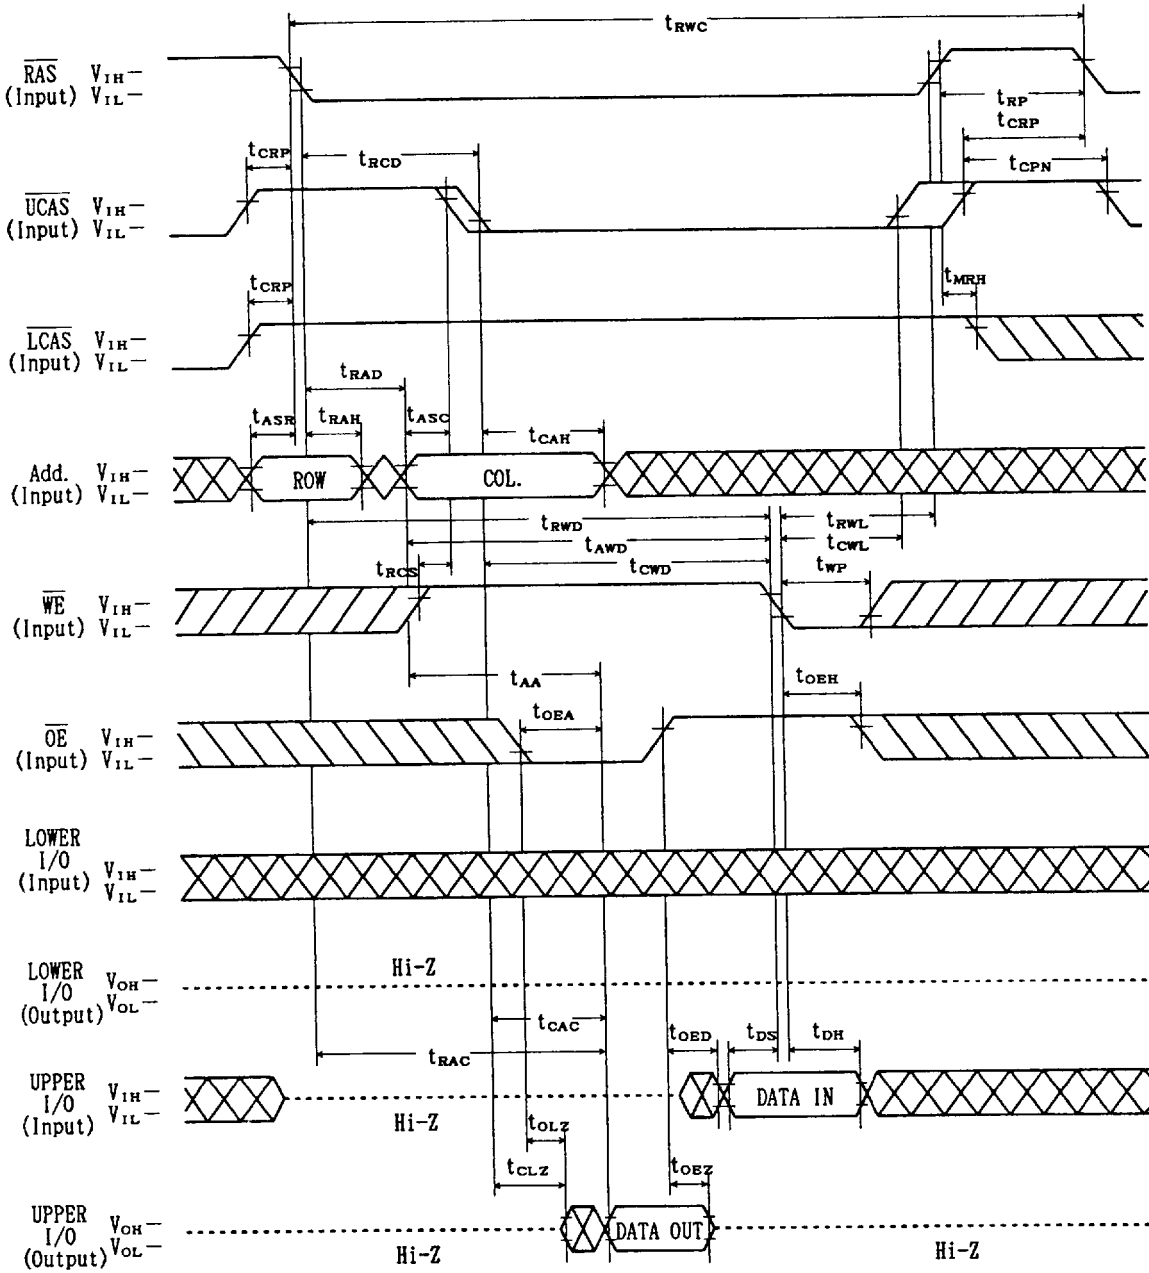 tRWC
RAS VIH
(Input) VIL
tRP
tCRP
tCRP
tRCD
tCPN
UCAS VIH
(Input) VIL
tCRP
tMRH
LCAS VIH
(Input) VIL
tRAD
tASR
tRAH
tASC
tCAH
Add. VIH
(Input) VIL
ROW
COL.
tRWD
tRWL
tAWD
tCWL
tRCS
tCWD
tWP
WE VIH
(Input) VIL
tAA
tOEH
tOEA
OE VIH
(Input) VIL
LOWER
I/O VIH
(Input) VIL
Hi-Z
LOWER
I/O VOH
(Output) VOL
tCAC
tOED
tDS
tDH
tRAC
UPPER
I/O VIH
(Input) VIL
DATA IN
Hi-Z
tOLZ
tCLZ
tOEZ
UPPER
I/O VOH
(Output) VOL
DATA OUT
Hi-Z
Hi-Z